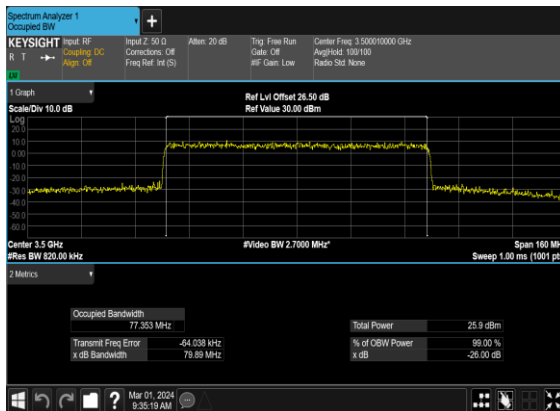 Spectrum Analyzer 1
Occupied BW
KEYSIGHT
R T
Input: RF
Coupling: DC
Align: Off
Input Z: 50 Ω
Corrections: Off
Freq Ref: Int (S)
Atten: 20 dB
Trig: Free Run
Gate: Off
#IF Gain: Low
Center Freq: 3.500010000 GHz
Avg|Hold: 100/100
Radio Std: None
1 Graph
Scale/Div 10.0 dB
Ref Lvl Offset 26.50 dB
Ref Value 30.00 dBm
Log
20.0
10.0
0.00
-10.0
-20.0
-30.0
-40.0
-50.0
-60.0
Center 3.5 GHz
#Res BW 820.00 kHz
#Video BW 2.7000 MHz*
Span 160 MH
Sweep 1.00 ms (1001 pts
2 Metrics
Occupied Bandwidth
77.353 MHz
Transmit Freq Error -64.038 kHz
x dB Bandwidth 79.89 MHz
Total Power 25.9 dBm
% of OBW Power 99.00 %
x dB -26.00 dB
?
Mar 01, 2024
9:35:19 AM